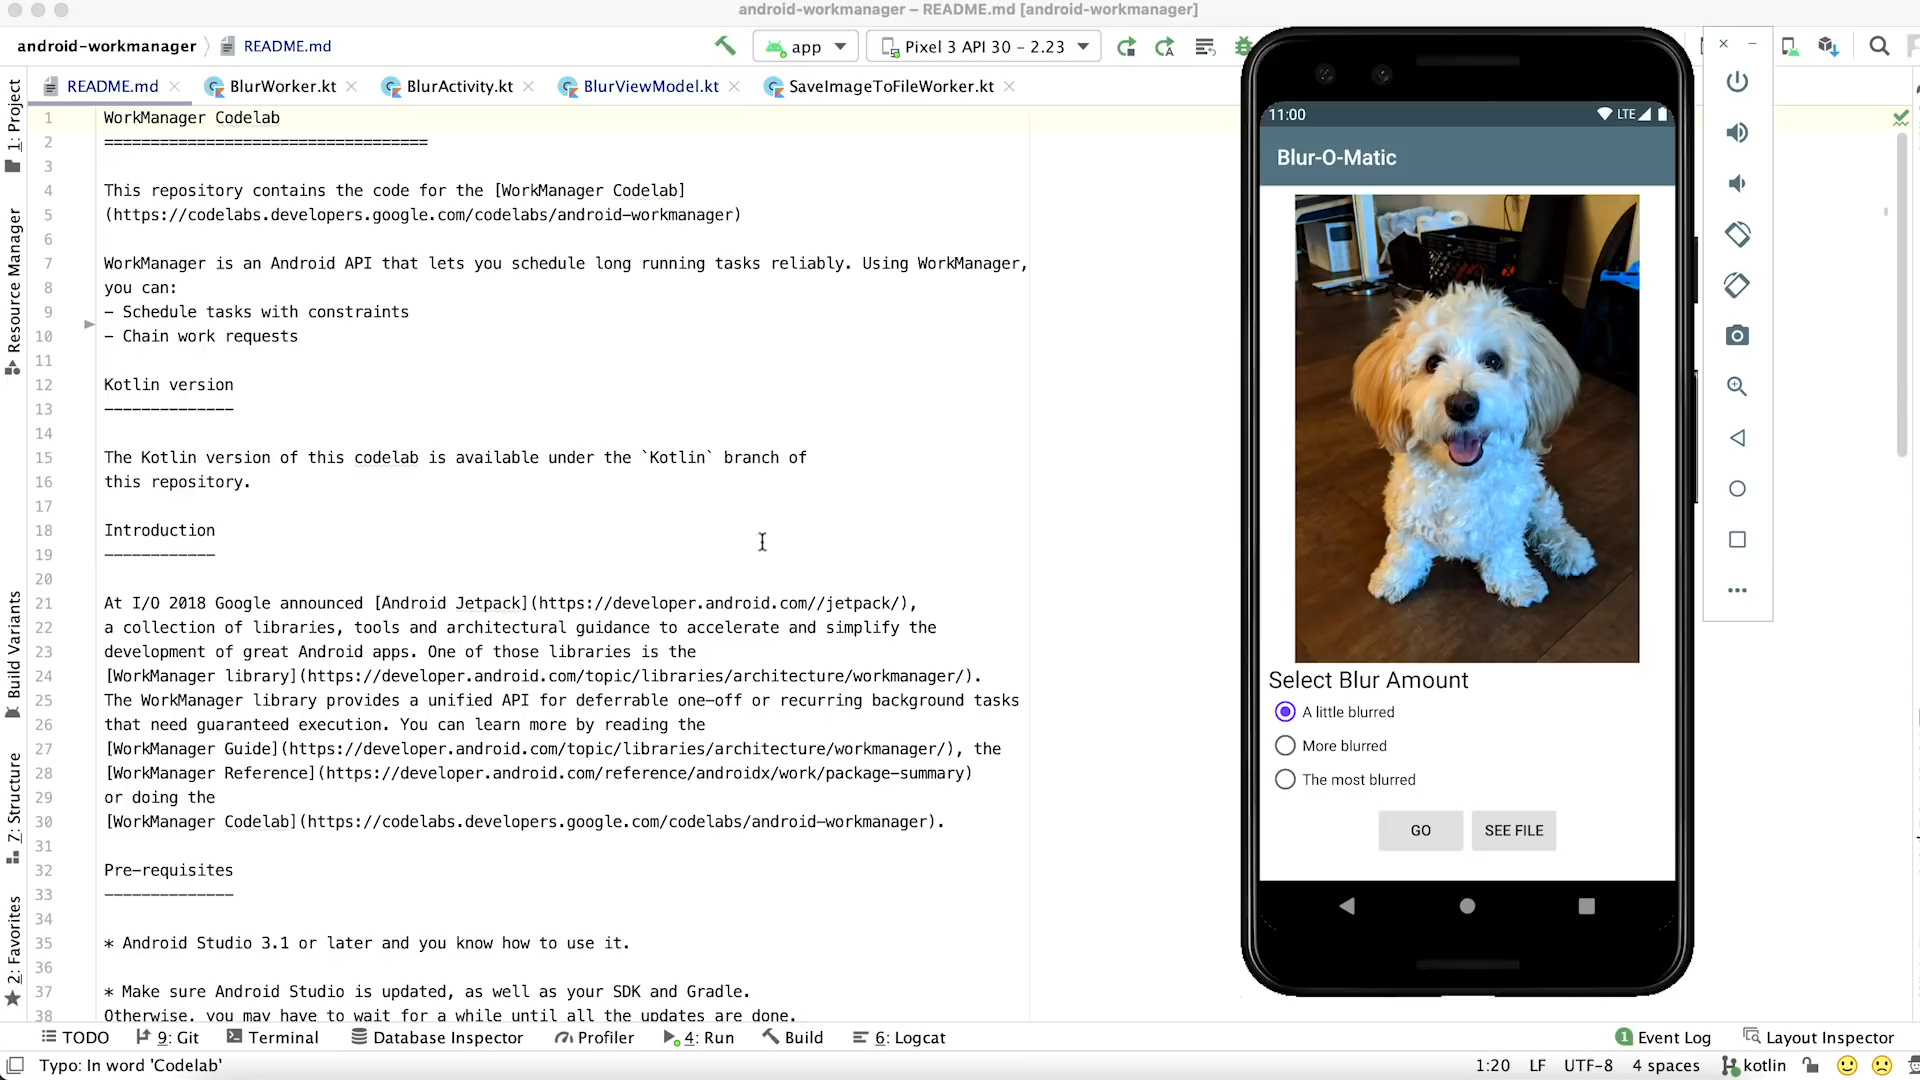 android-workmanager – README.md [android-workmanager]
android-workmanager README.md app Pixel 3 API 30 – 2.23
README.md BlurWorker.kt BlurActivity.kt BlurViewModel.kt SaveImageToFileWorker.kt
1: Project
Resource Manager
Build Variants
7: Structure
2: Favorites
1 WorkManager Codelab
2 ===================================
3
4 This repository contains the code for the [WorkManager Codelab]
5 (https://codelabs.developers.google.com/codelabs/android-workmanager)
6
7 WorkManager is an Android API that lets you schedule long running tasks reliably. Using WorkManager,
8 you can:
9 – Schedule tasks with constraints
10 – Chain work requests
11
12 Kotlin version
13 --------------
14
15 The Kotlin version of this codelab is available under the `Kotlin` branch of
16 this repository.
17
18 Introduction
19 ------------
20
21 At I/O 2018 Google announced [Android Jetpack](https://developer.android.com//jetpack/),
22 a collection of libraries, tools and architectural guidance to accelerate and simplify the
23 development of great Android apps. One of those libraries is the
24 [WorkManager library](https://developer.android.com/topic/libraries/architecture/workmanager/).
25 The WorkManager library provides a unified API for deferrable one-off or recurring background tasks
26 that need guaranteed execution. You can learn more by reading the
27 [WorkManager Guide](https://developer.android.com/topic/libraries/architecture/workmanager/), the
28 [WorkManager Reference](https://developer.android.com/reference/androidx/work/package-summary)
29 or doing the
30 [WorkManager Codelab](https://codelabs.developers.google.com/codelabs/android-workmanager).
31
32 Pre-requisites
33 --------------
34
35 * Android Studio 3.1 or later and you know how to use it.
36
37 * Make sure Android Studio is updated, as well as your SDK and Gradle.
38 Otherwise, you may have to wait for a while until all the updates are done.
11:00 LTE
Blur-O-Matic
Select Blur Amount
A little blurred
More blurred
The most blurred
GO SEE FILE
TODO 9: Git Terminal Database Inspector Profiler 4: Run Build 6: Logcat 1 Event Log Layout Inspector
Typo: In word 'Codelab' 1:20 LF UTF-8 4 spaces kotlin